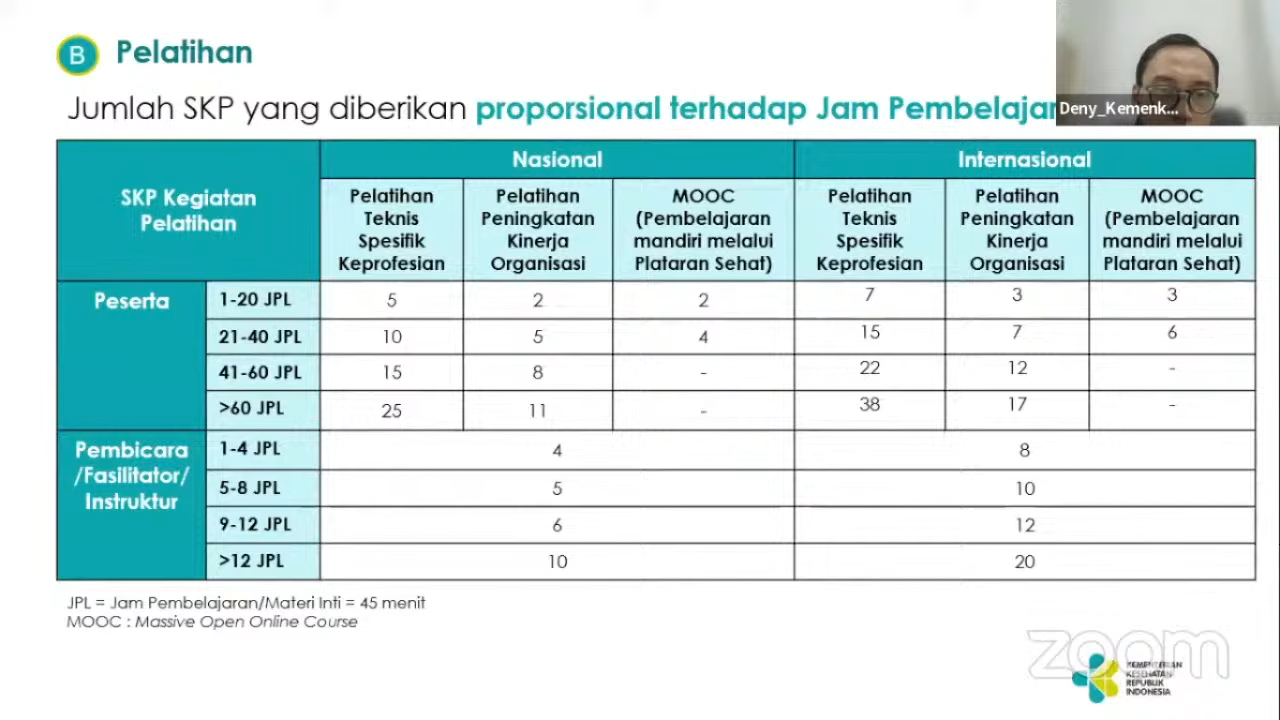 B Pelatihan
Jumlah SKP yang diberikan proporsional terhadap Jam Pembelajar
Deny_Kemenk...
SKP Kegiatan Pelatihan
Nasional
Internasional
Pelatihan Teknis Spesifik Keprofesian
Pelatihan Peningkatan Kinerja Organisasi
MOOC (Pembelajaran mandiri melalui Plataran Sehat)
Pelatihan Teknis Spesifik Keprofesian
Pelatihan Peningkatan Kinerja Organisasi
MOOC (Pembelajaran mandiri melalui Plataran Sehat)
Peserta
1-20 JPL 5 2 2 7 3 3
21-40 JPL 10 5 4 15 7 6
41-60 JPL 15 8 - 22 12 -
>60 JPL 25 11 - 38 17 -
Pembicara /Fasilitator/ Instruktur
1-4 JPL 4 8
5-8 JPL 5 10
9-12 JPL 6 12
>12 JPL 10 20
JPL = Jam Pembelajaran/Materi Inti = 45 menit
MOOC : Massive Open Online Course
zoom
KEMENTERIAN
KESEHATAN
REPUBLIK
INDONESIA